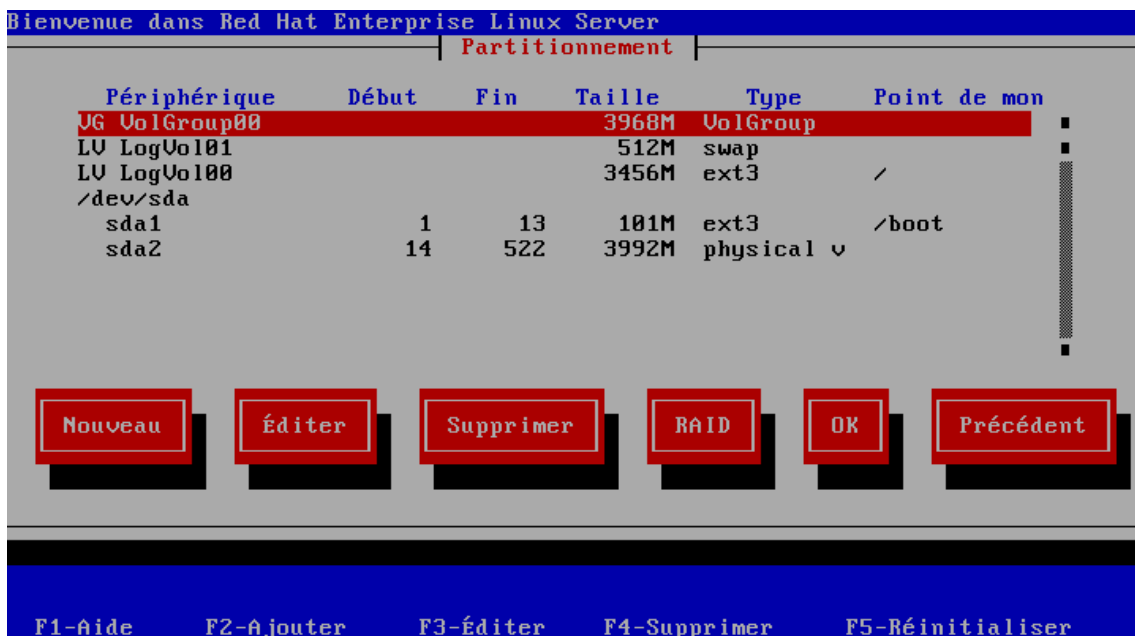 Bienvenue dans Red Hat Enterprise Linux Server
Partitionnement
Périphérique Début Fin Taille Type Point de mon
VG VolGroup00 3968M VolGroup
LV LogVol01 512M swap
LV LogVol00 3456M ext3 /
/dev/sda
sda1 1 13 101M ext3 /boot
sda2 14 522 3992M physical v
Nouveau Éditer Supprimer RAID OK Précédent
F1-Aide F2-Ajouter F3-Éditer F4-Supprimer F5-Réinitialiser